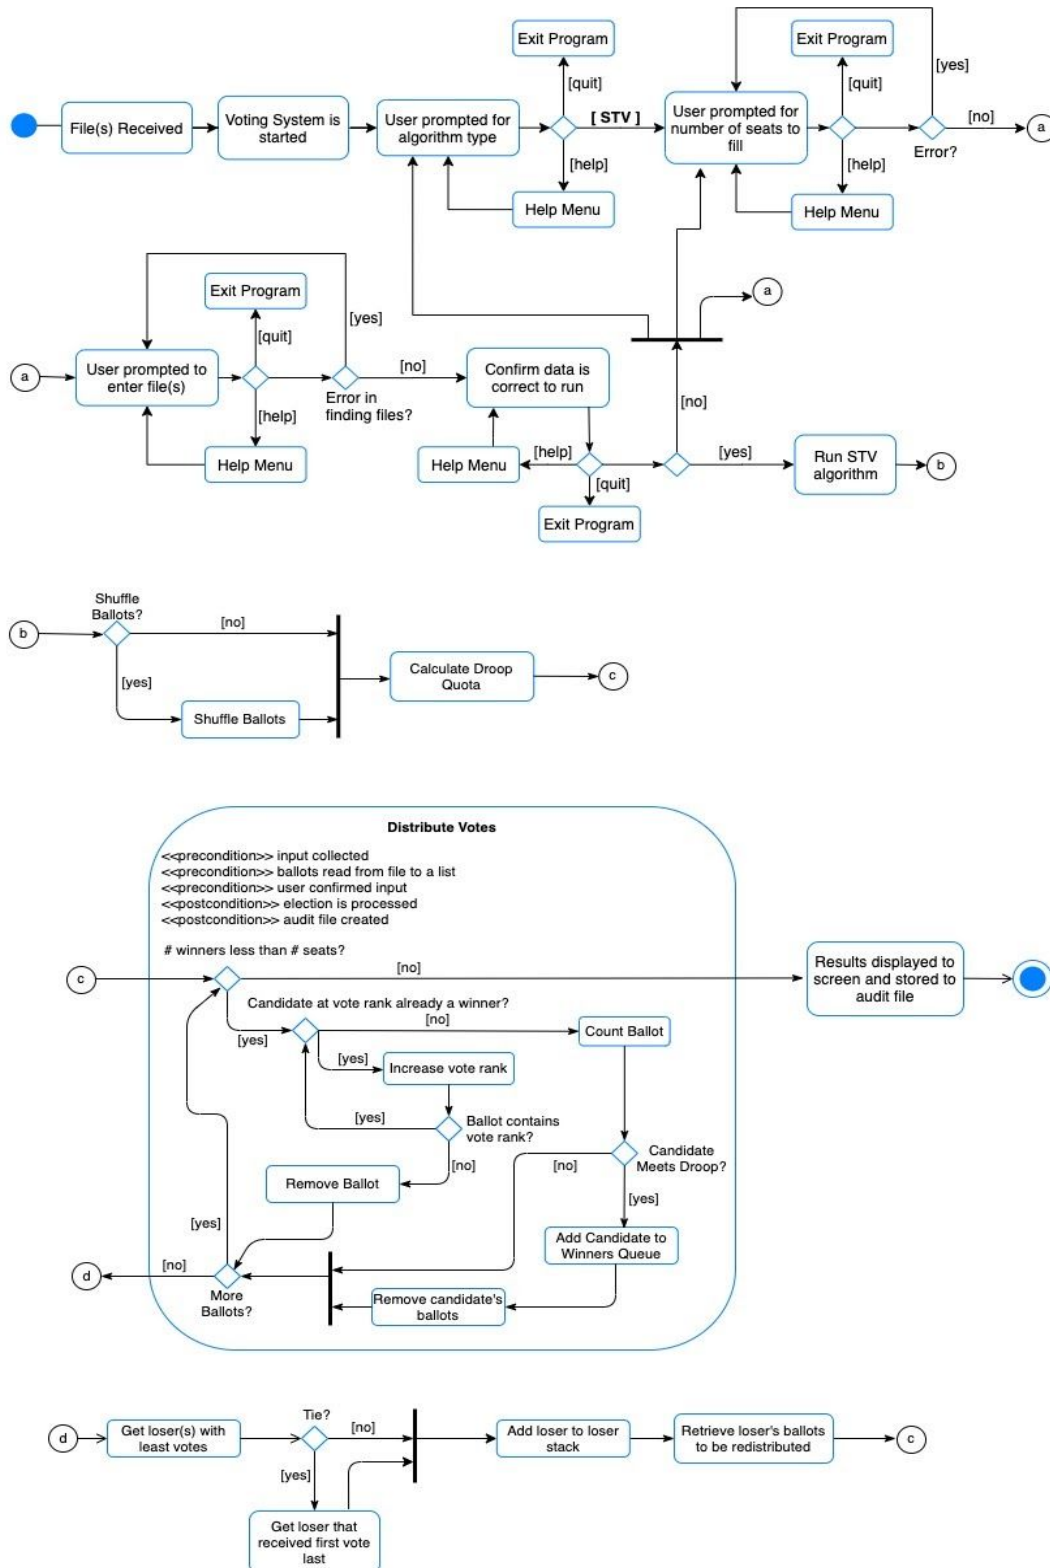 Exit Program
Exit Program
[quit]
[quit]
[yes]
File(s) Received
Voting System is
started
User prompted for
algorithm type
[ STV ]
User prompted for
number of seats to
fill
[no]
a
Error?
[help]
[help]
Help Menu
Help Menu
Exit Program
[yes]
a
[quit]
a
User prompted to
enter file(s)
[no]
Error in
finding files?
Confirm data is
correct to run
[no]
[help]
Help Menu
Help Menu
[help]
[quit]
[yes]
Run STV
algorithm
b
Exit Program
Shuffle
Ballots?
b
[no]
[yes]
Shuffle Ballots
Calculate Droop
Quota
c
Distribute Votes
<<precondition>> input collected
<<precondition>> ballots read from file to a list
<<precondition>> user confirmed input
<<postcondition>> election is processed
<<postcondition>> audit file created
# winners less than # seats?
c
[no]
Results displayed to
screen and stored to
audit file
Candidate at vote rank already a winner?
[yes]
[no]
Count Ballot
[yes]
Increase vote rank
[yes]
Ballot contains
vote rank?
[no]
Remove Ballot
[no]
Candidate
Meets Droop?
[yes]
[yes]
Add Candidate to
Winners Queue
d
[no]
More
Ballots?
Remove candidate's
ballots
d
Get loser(s) with
least votes
Tie?
[no]
[yes]
Get loser that
received first vote
last
Add loser to loser
stack
Retrieve loser's ballots
to be redistributed
c